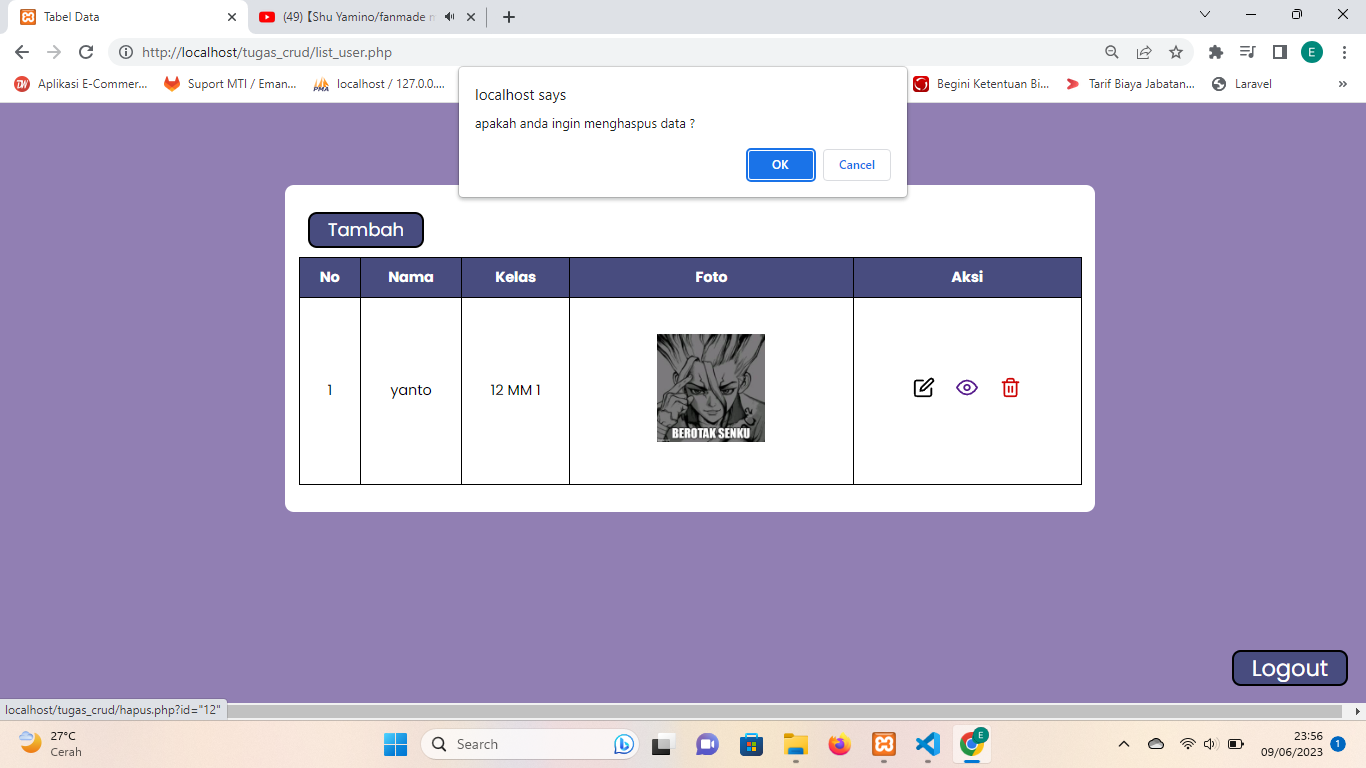 Tabel Data
(49) 【Shu Yamino/fanmade m
http://localhost/tugas_crud/list_user.php
E
Aplikasi E-Commer...
Suport MTI / Eman...
localhost / 127.0.0....
Begini Ketentuan Bi...
Tarif Biaya Jabatan...
Laravel
»
localhost says
apakah anda ingin menghaspus data ?
OK
Cancel
Tambah
No Nama Kelas Foto Aksi
1 yanto 12 MM 1
BEROTAK SENKU
Logout
localhost/tugas_crud/hapus.php?id="12"
27°C
Cerah
Search
E
23:56
09/06/2023
1